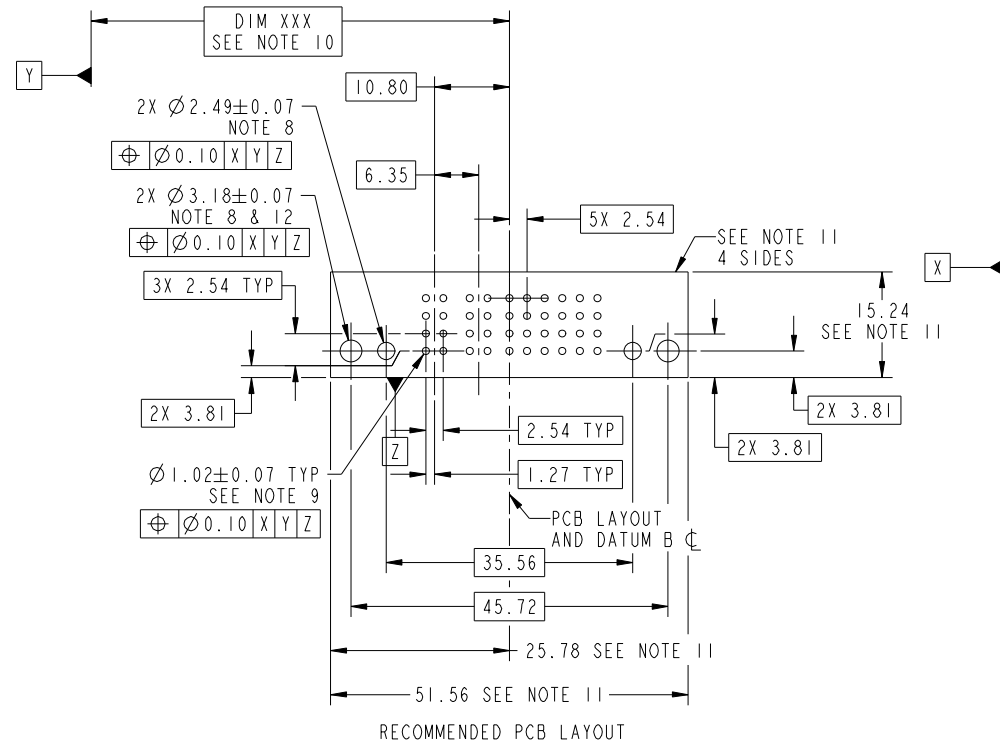 DIM XXX
SEE NOTE 10
Y
10.80
2X Ø2.49±0.07
NOTE 8
⌖ Ø0.10 X Y Z
6.35
2X Ø3.18±0.07
NOTE 8 & 12
⌖ Ø0.10 X Y Z
5X 2.54
SEE NOTE 11
4 SIDES
X
3X 2.54 TYP
15.24
SEE NOTE 11
2X 3.81
2X 3.81
2X 3.81
Z
2.54 TYP
1.27 TYP
Ø1.02±0.07 TYP
SEE NOTE 9
⌖ Ø0.10 X Y Z
PCB LAYOUT
AND DATUM B ℄
35.56
45.72
25.78 SEE NOTE 11
51.56 SEE NOTE 11
RECOMMENDED PCB LAYOUT